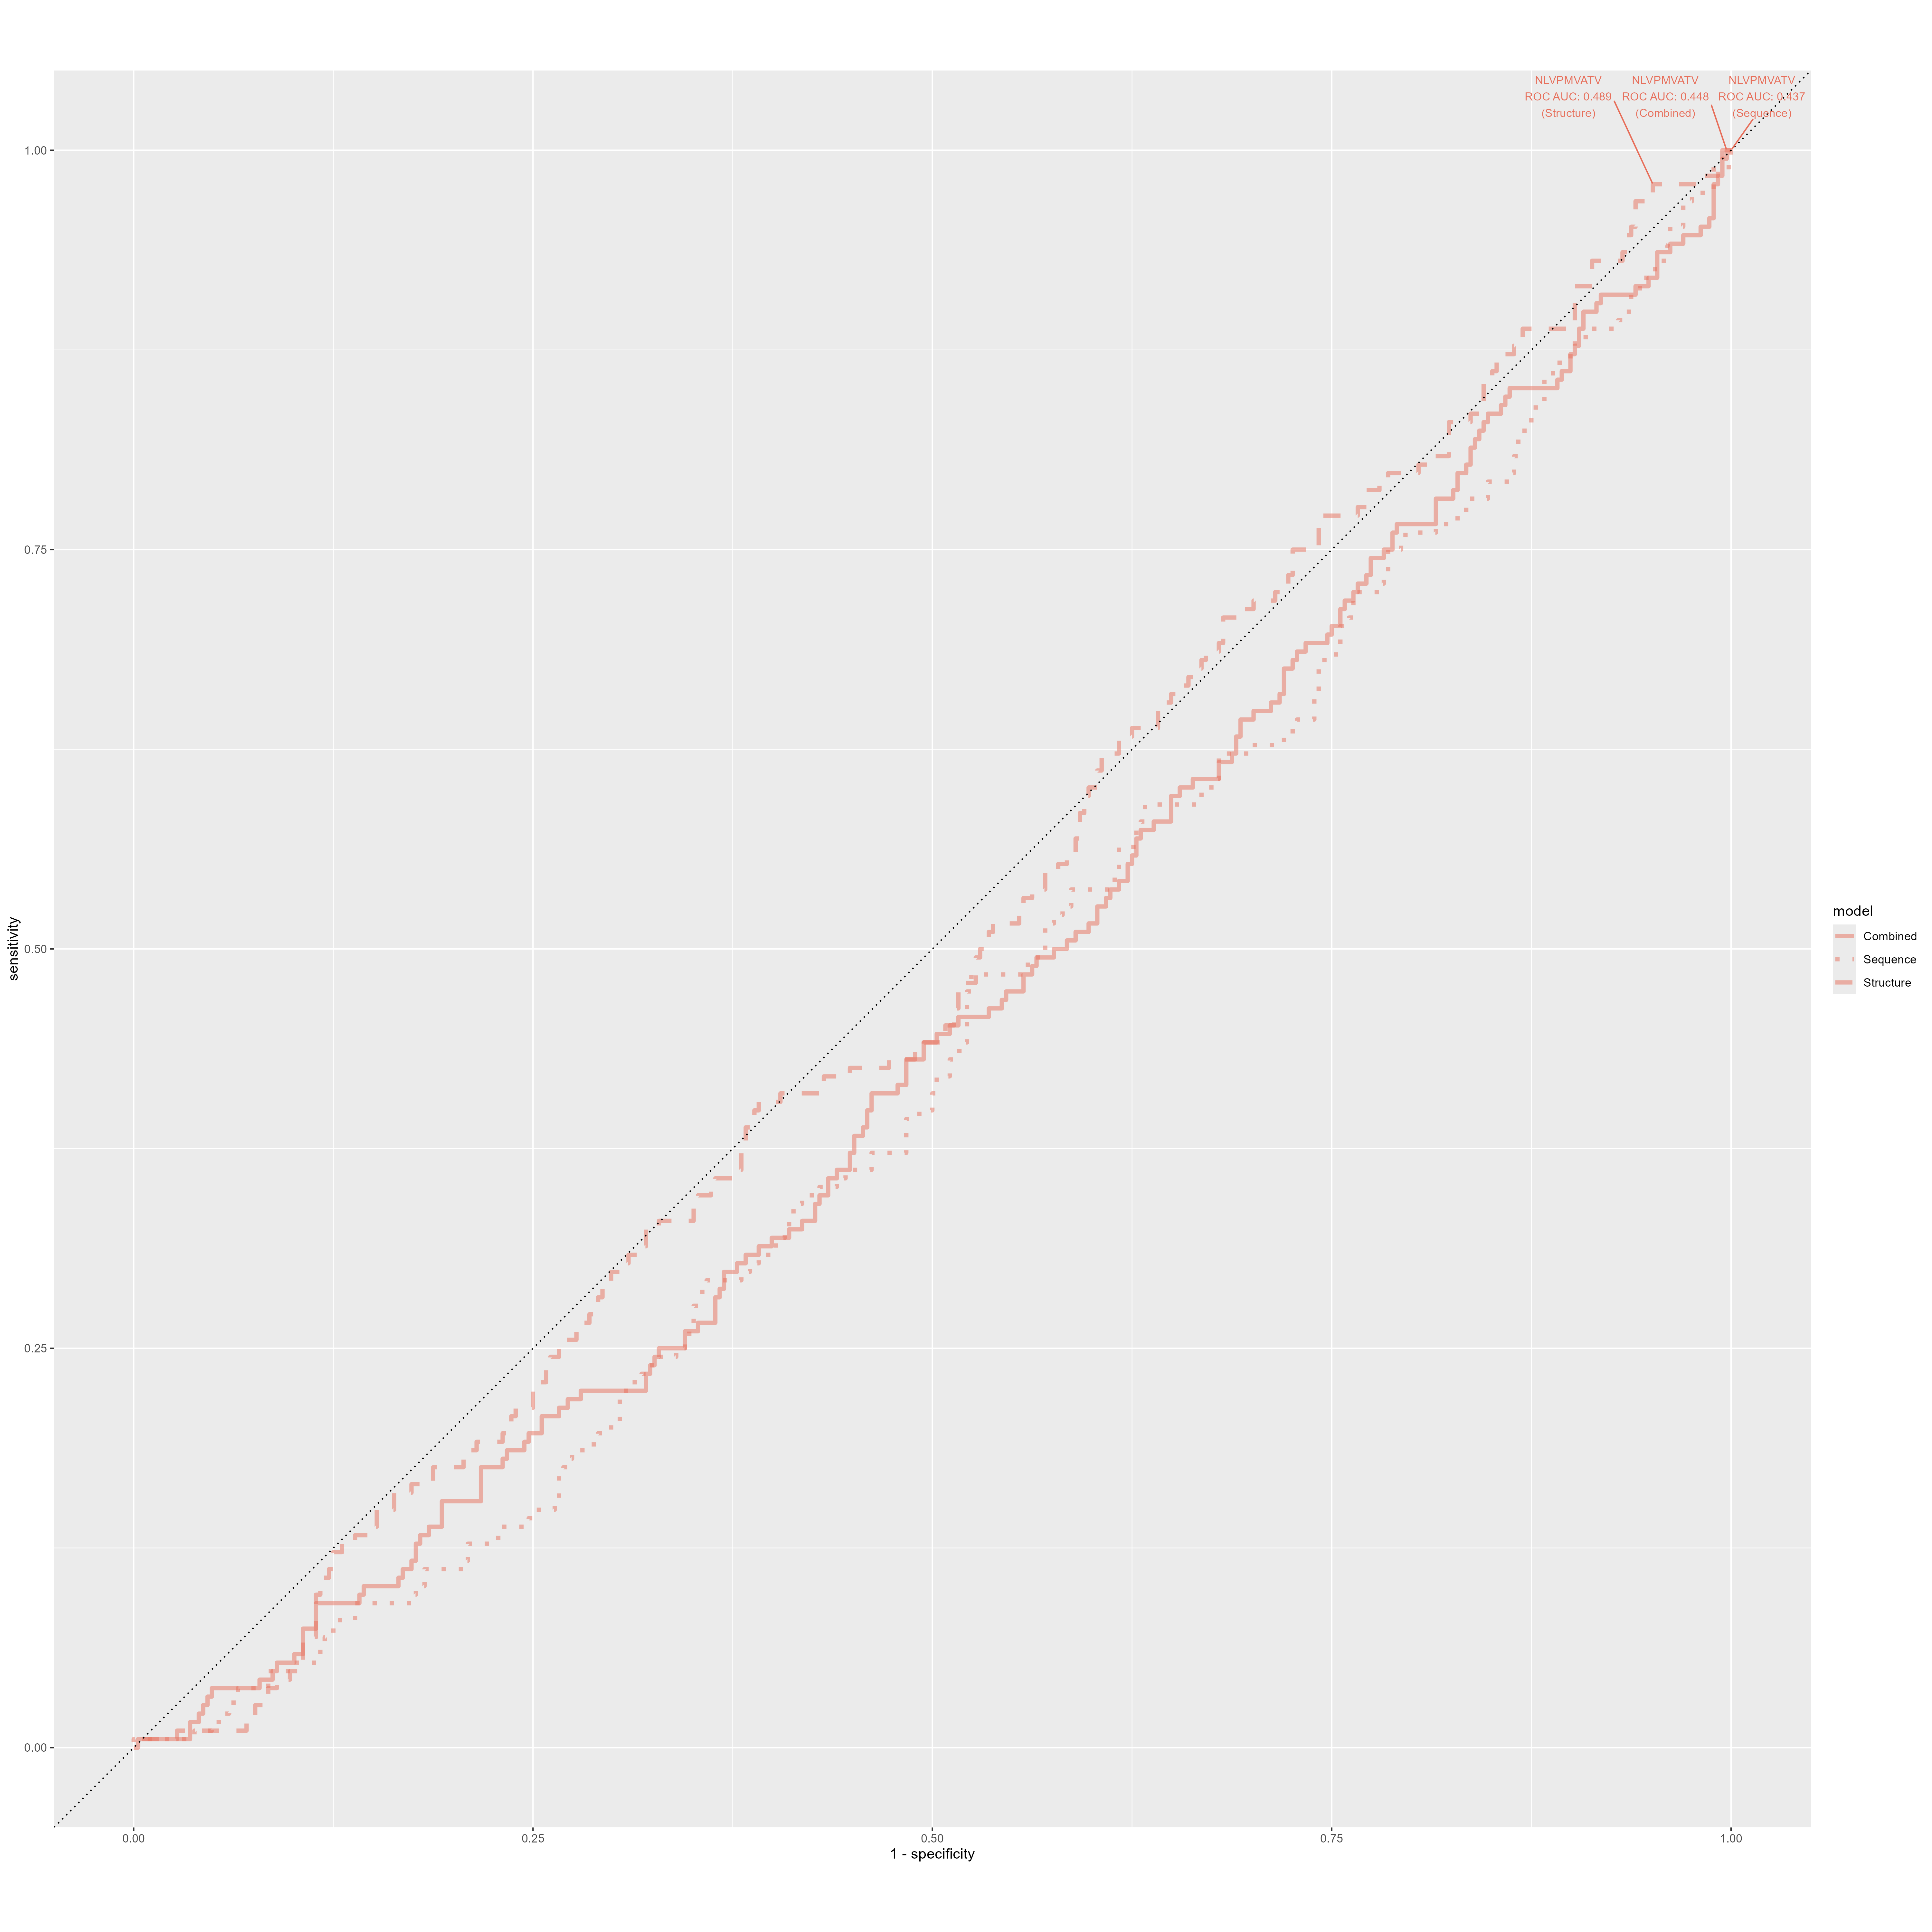 NLVPMVATV
ROC AUC: 0.489
(Structure)
NLVPMVATV
ROC AUC: 0.448
(Combined)
NLVPMVATV
ROC AUC: 0.437
(Sequence)
1.00
0.75
0.50
0.25
0.00
sensitivity
0.00
0.25
0.50
0.75
1.00
1 - specificity
model
Combined
Sequence
Structure